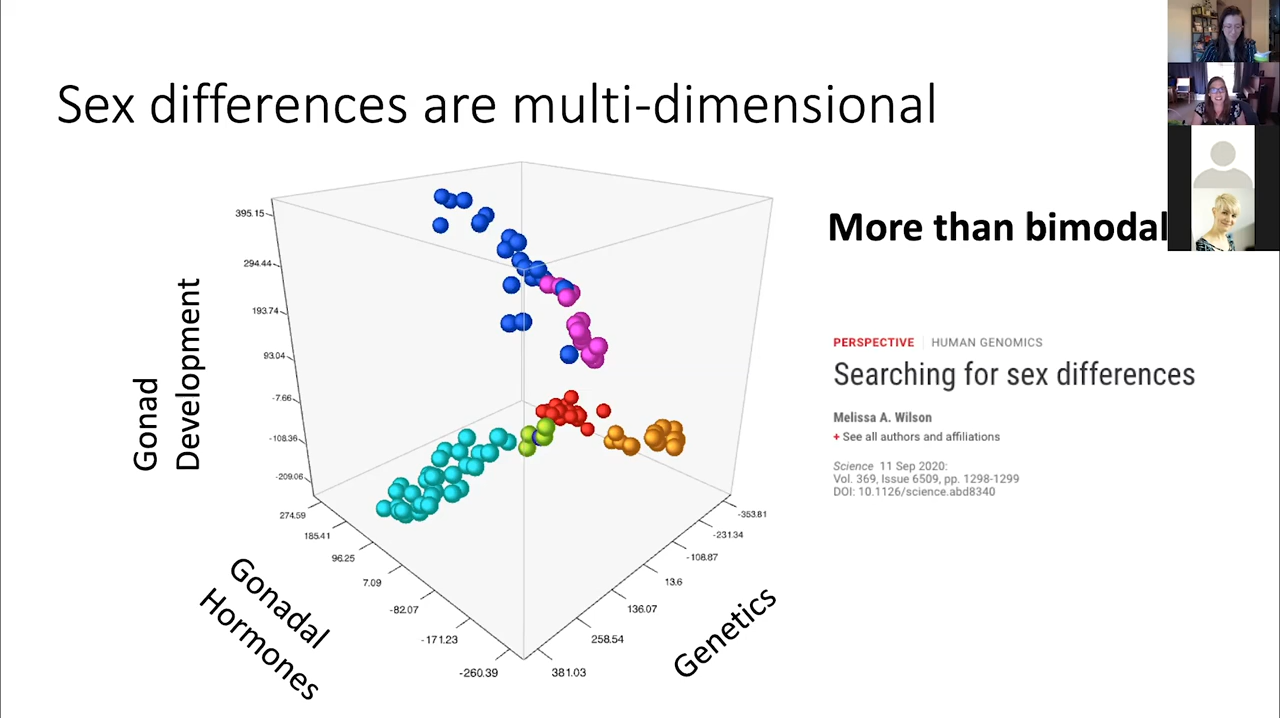 Sex differences are multi-dimensional
More than bimodal
395.15
294.44
193.74
93.04
-7.66
-108.36
-209.06
Gonad
Development
274.59
185.41
96.25
7.09
-82.07
-171.23
-260.39
Gonadal
Hormones
-353.81
-231.34
-108.87
13.6
136.07
258.54
381.03
Genetics
PERSPECTIVE HUMAN GENOMICS
Searching for sex differences
Melissa A. Wilson
+ See all authors and affiliations
Science 11 Sep 2020:
Vol. 369, Issue 6509, pp. 1298-1299
DOI: 10.1126/science.abd8340